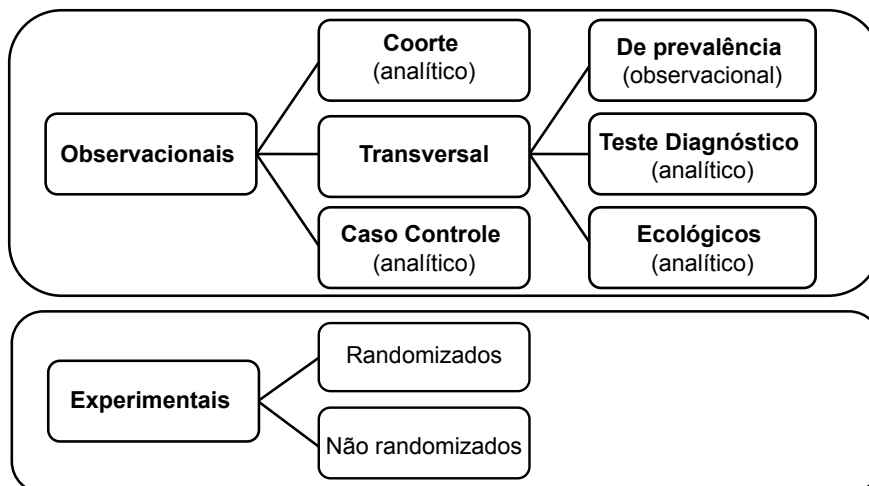 Observacionais
Coorte
(analítico)
Transversal
Caso Controle
(analítico)
De prevalência
(observacional)
Teste Diagnóstico
(analítico)
Ecológicos
(analítico)
Experimentais
Randomizados
Não randomizados